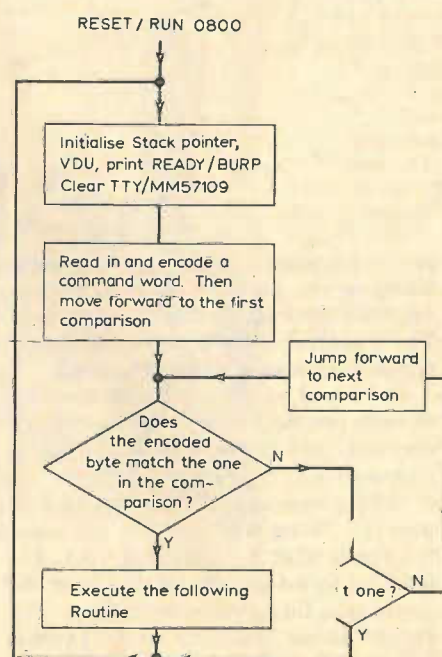 RESET / RUN 0800
Initialise Stack pointer,
VDU, print READY/BURP
Clear TTY/MM57109
Read in and encode a
command word. Then
move forward to the first
comparison
Jump forward
to next
comparison
Does
the encoded
byte match the one
in the com-
parison ?
N
Y
Execute the following
Routine
t one ?
N
Y